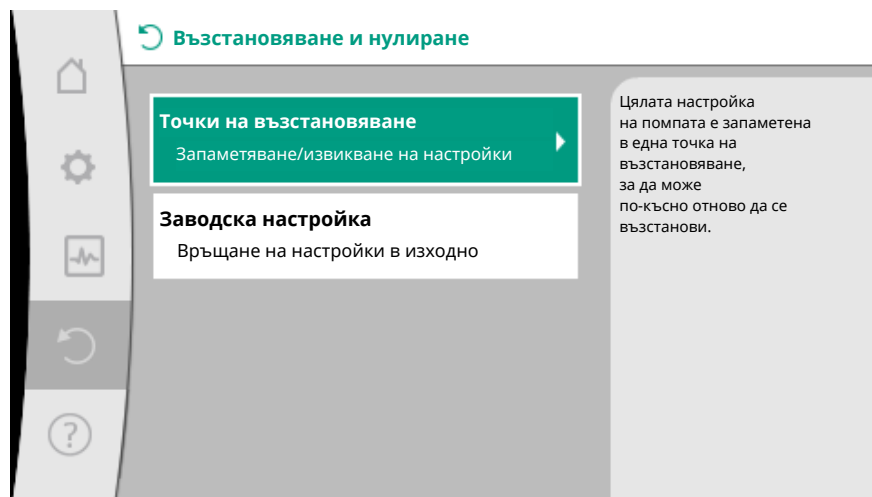 Възстановяване и нулиране
Точки на възстановяване
Запаметяване/извикване на настройки
Заводска настройка
Връщане на настройки в изходно
Цялата настройка
на помпата е запаметена
в една точка на
възстановяване,
за да може
по-късно отново да се
възстанови.
?